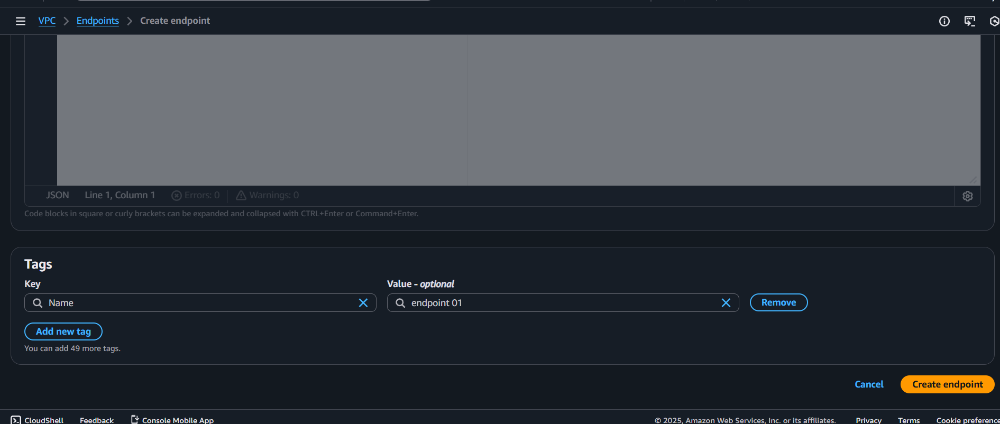 VPC > Endpoints > Create endpoint
JSON Line 1, Column 1 Errors: 0 Warnings: 0
Code blocks in square or curly brackets can be expanded and collapsed with CTRL+Enter or Command+Enter.
Tags
Key
Value - optional
Name
endpoint 01
Remove
Add new tag
You can add 49 more tags.
Cancel
Create endpoint
CloudShell Feedback Console Mobile App © 2025, Amazon Web Services, Inc. or its affiliates. Privacy Terms Cookie preference